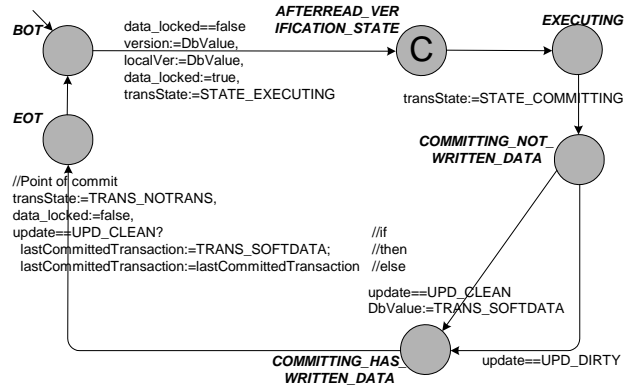 BOT
data_locked==false
version:=DbValue,
localVer:=DbValue,
data_locked:=true,
transState:=STATE_EXECUTING
AFTERREAD_VER
IFICATION_STATE
C
EXECUTING
transState:=STATE_COMMITTING
EOT
COMMITTING_NOT_
WRITTEN_DATA
//Point of commit
transState:=TRANS_NOTRANS,
data_locked:=false,
update==UPD_CLEAN? //if
lastCommittedTransaction:=TRANS_SOFTDATA; //then
lastCommittedTransaction:=lastCommittedTransaction //else
update==UPD_CLEAN
DbValue:=TRANS_SOFTDATA
COMMITTING_HAS_
WRITTEN_DATA
update==UPD_DIRTY